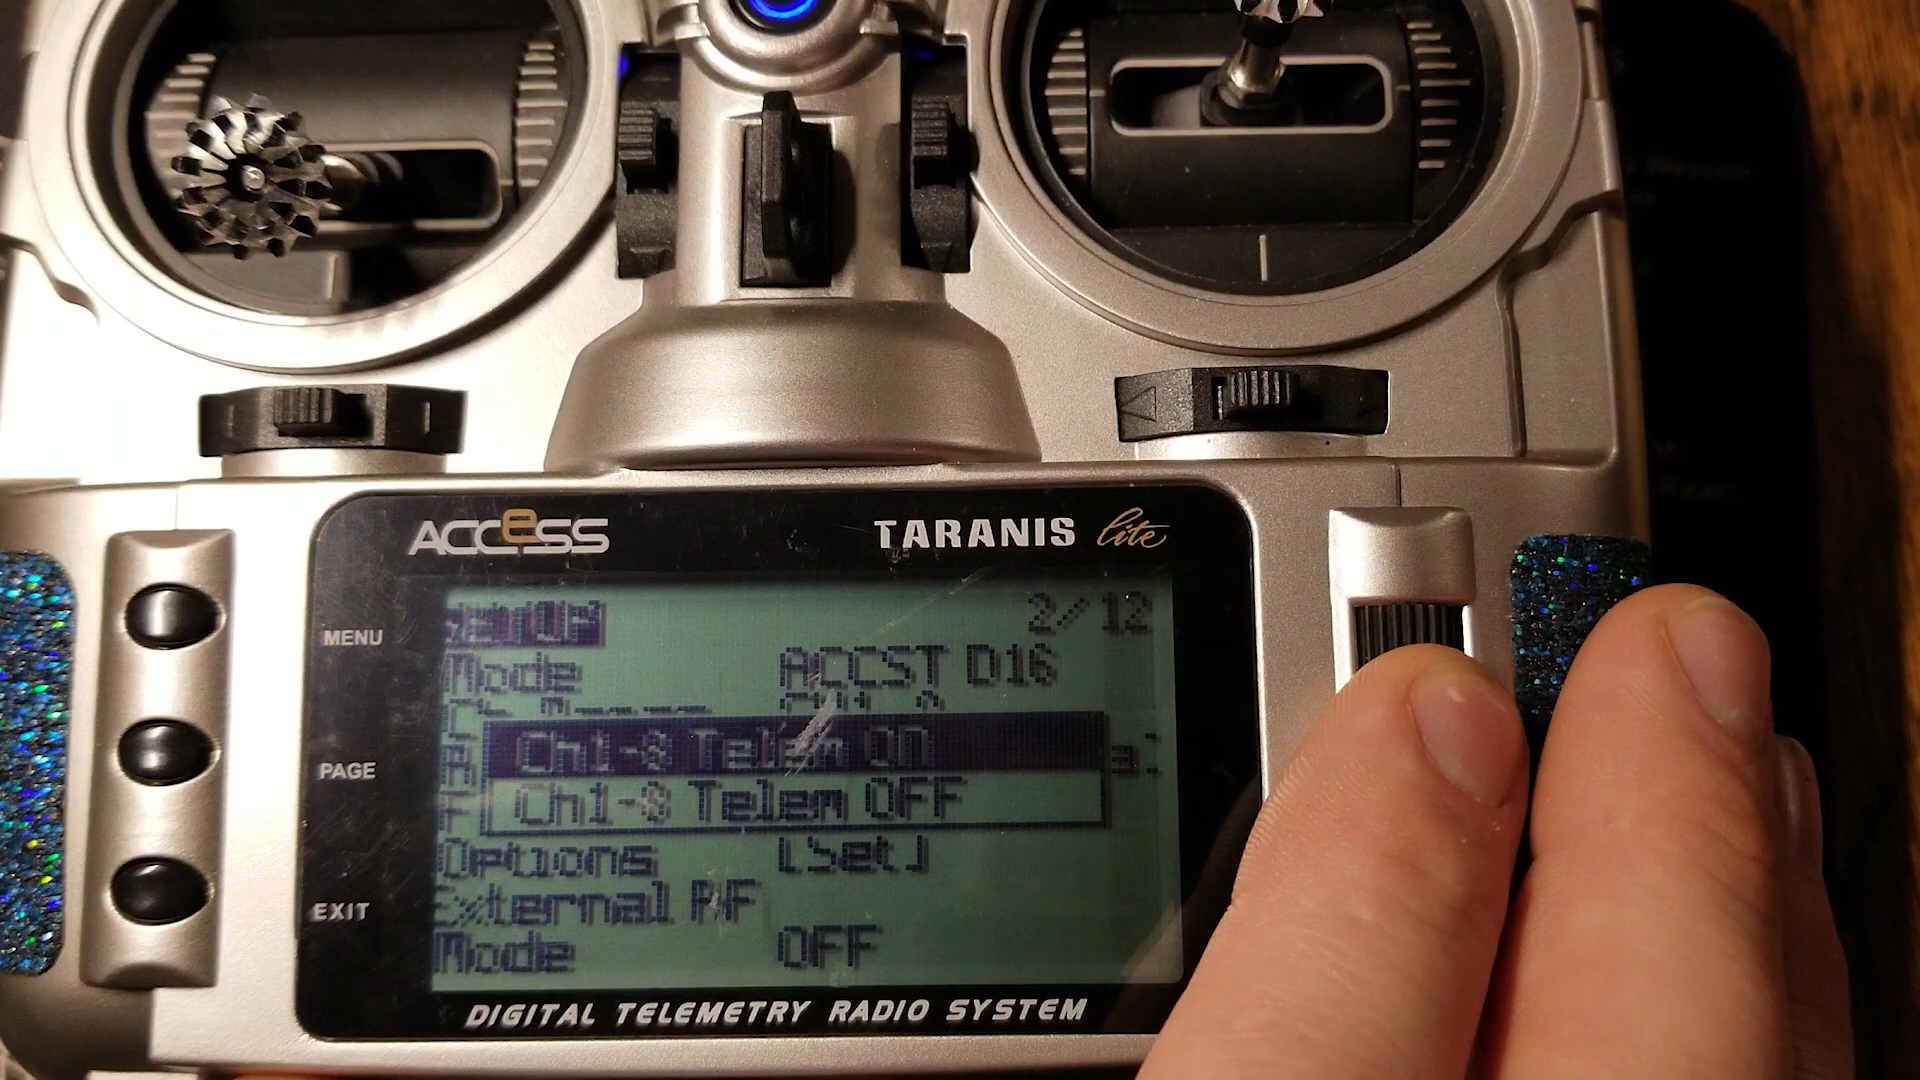 ACCeSS
TARANIS lite
MENU
PAGE
EXIT
SETUP 2/12
Mode ACCST D16
Ch1-8 Telem ON
Ch1-8 Telem OFF
Options [Set]
External RF
Mode OFF
DIGITAL TELEMETRY RADIO SYSTEM